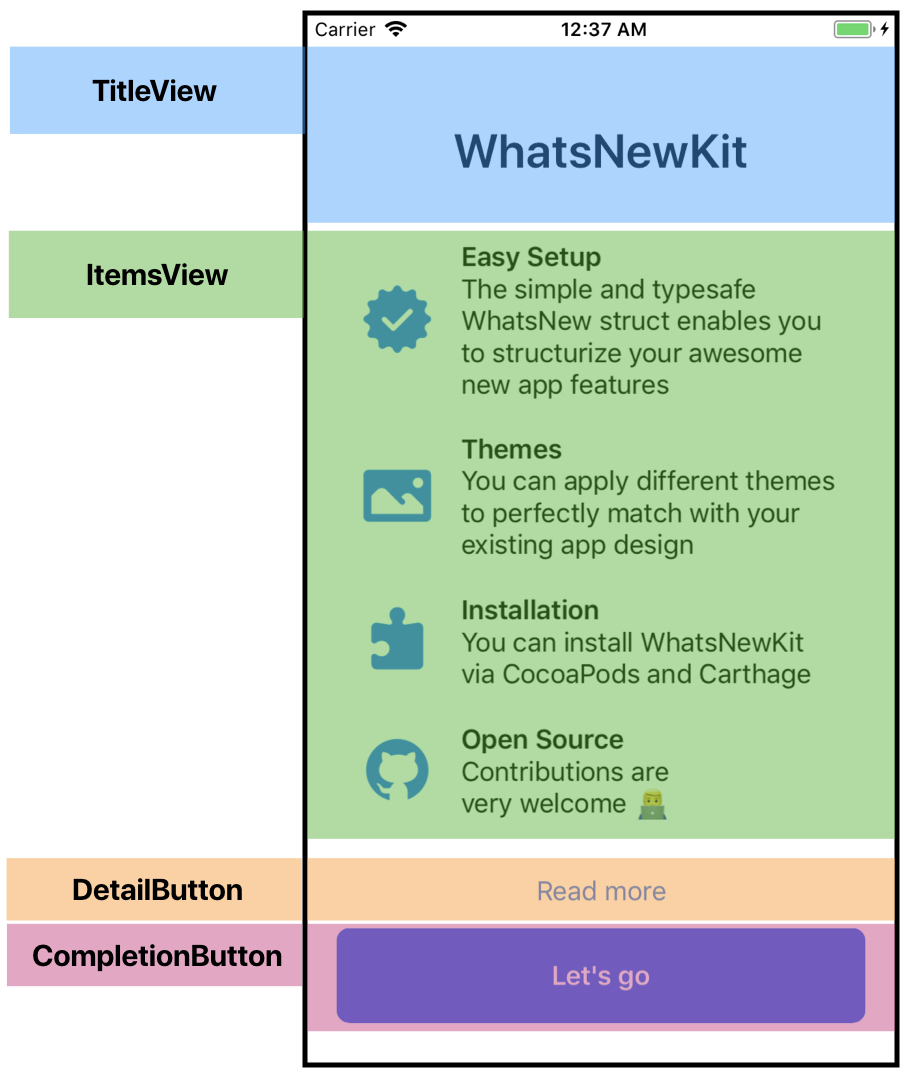 Carrier
12:37 AM
TitleView
WhatsNewKit
ItemsView
Easy Setup
The simple and typesafe
WhatsNew struct enables you
to structurize your awesome
new app features
Themes
You can apply different themes
to perfectly match with your
existing app design
Installation
You can install WhatsNewKit
via CocoaPods and Carthage
Open Source
Contributions are
very welcome 👨‍💻
DetailButton
Read more
CompletionButton
Let's go